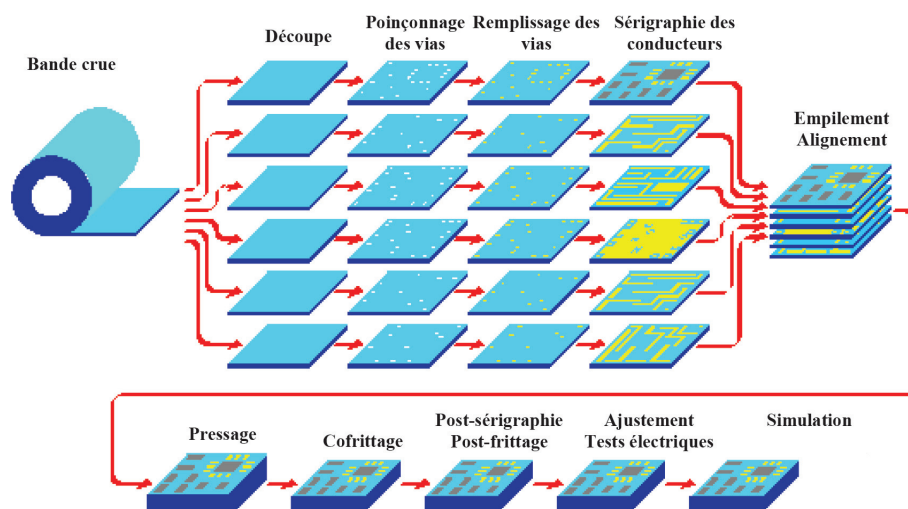 Bande crue
Découpe
Poinçonnage
des vias
Remplissage des
vias
Sérigraphie des
conducteurs
Empilement
Alignement
Pressage
Cofrittage
Post-sérigraphie
Post-frittage
Ajustement
Tests électriques
Simulation